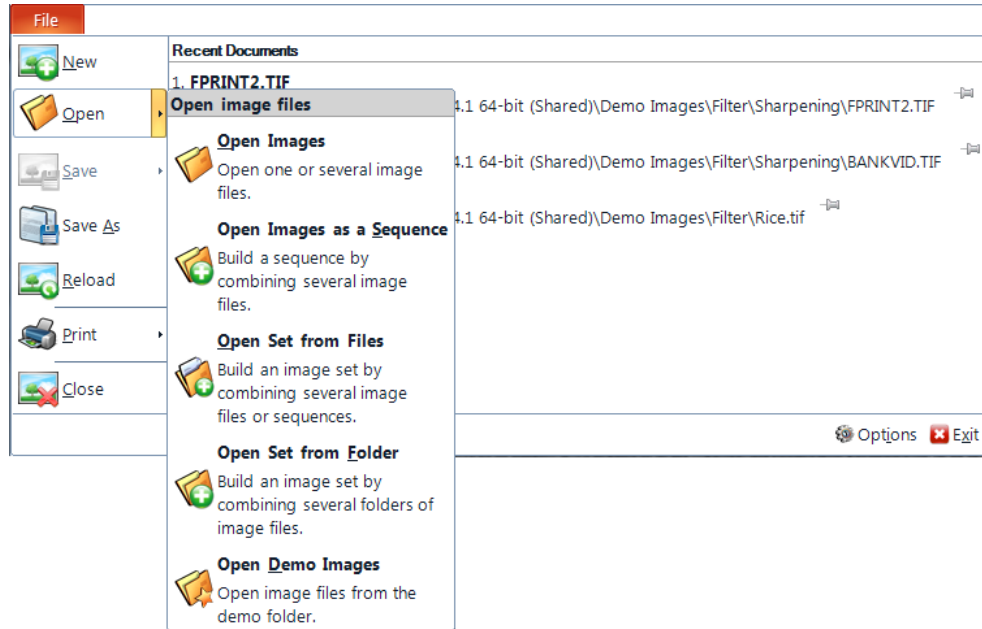 File
New
Open
Save
Save As
Reload
Print
Close
Recent Documents
1. FPRINT2.TIF
4.1 64-bit (Shared)\Demo Images\Filter\Sharpening\FPRINT2.TIF
4.1 64-bit (Shared)\Demo Images\Filter\Sharpening\BANKVID.TIF
4.1 64-bit (Shared)\Demo Images\Filter\Rice.tif
Open image files
Open Images
Open one or several image
files.
Open Images as a Sequence
Build a sequence by
combining several image
files.
Open Set from Files
Build an image set by
combining several image
files or sequences.
Open Set from Folder
Build an image set by
combining several folders of
image files.
Open Demo Images
Open image files from the
demo folder.
Options
Exit